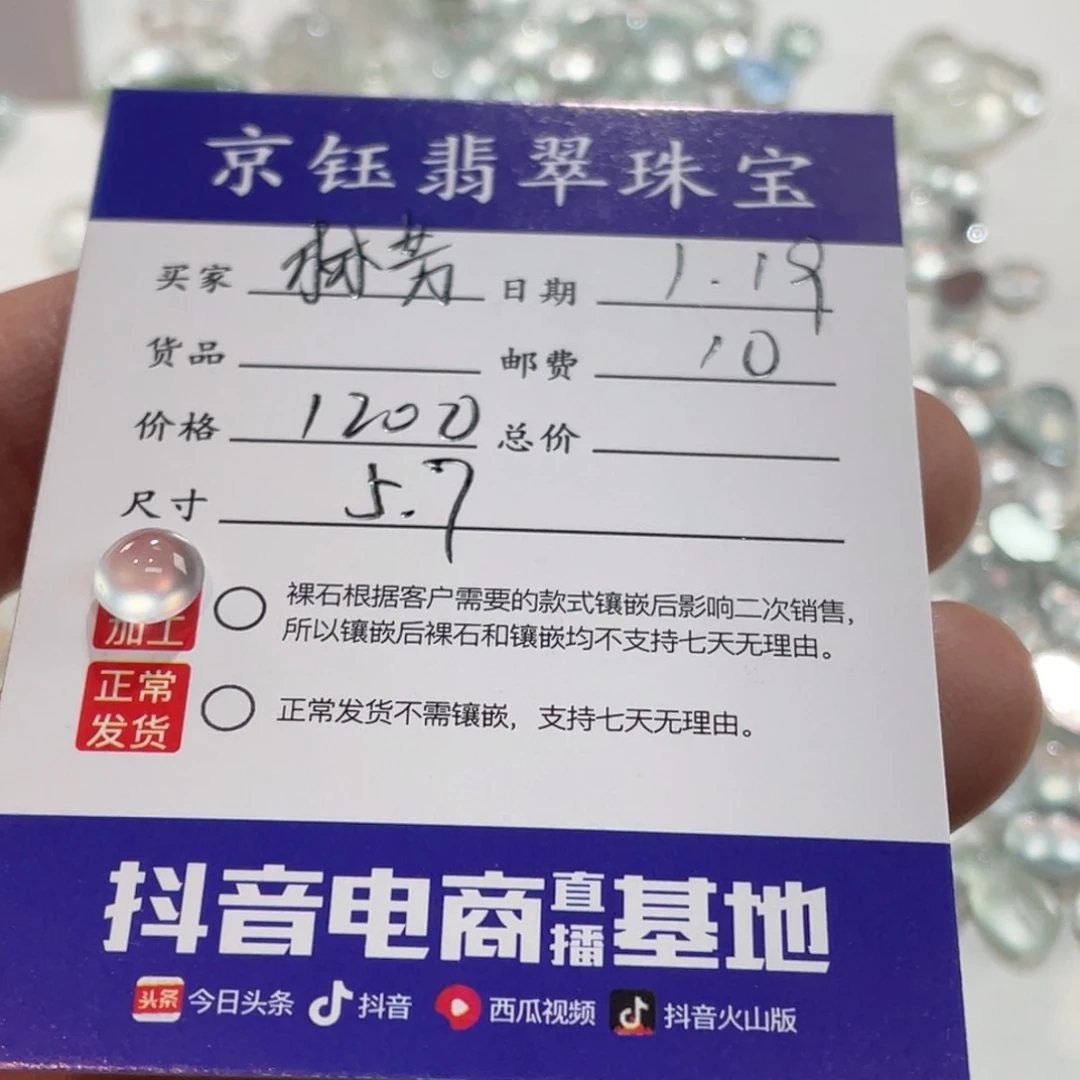 京钰翡翠珠宝
买家 树芳 日期 1.19
货品 邮费 10
价格 1200 总价
尺寸 5.7
加工
裸石根据客户需要的款式镶嵌后影响二次销售，
所以镶嵌后裸石和镶嵌均不支持七天无理由。
正常
发货
正常发货不需镶嵌，支持七天无理由。
抖音电商直播基地
头条 今日头条 抖音 西瓜视频 抖音火山版